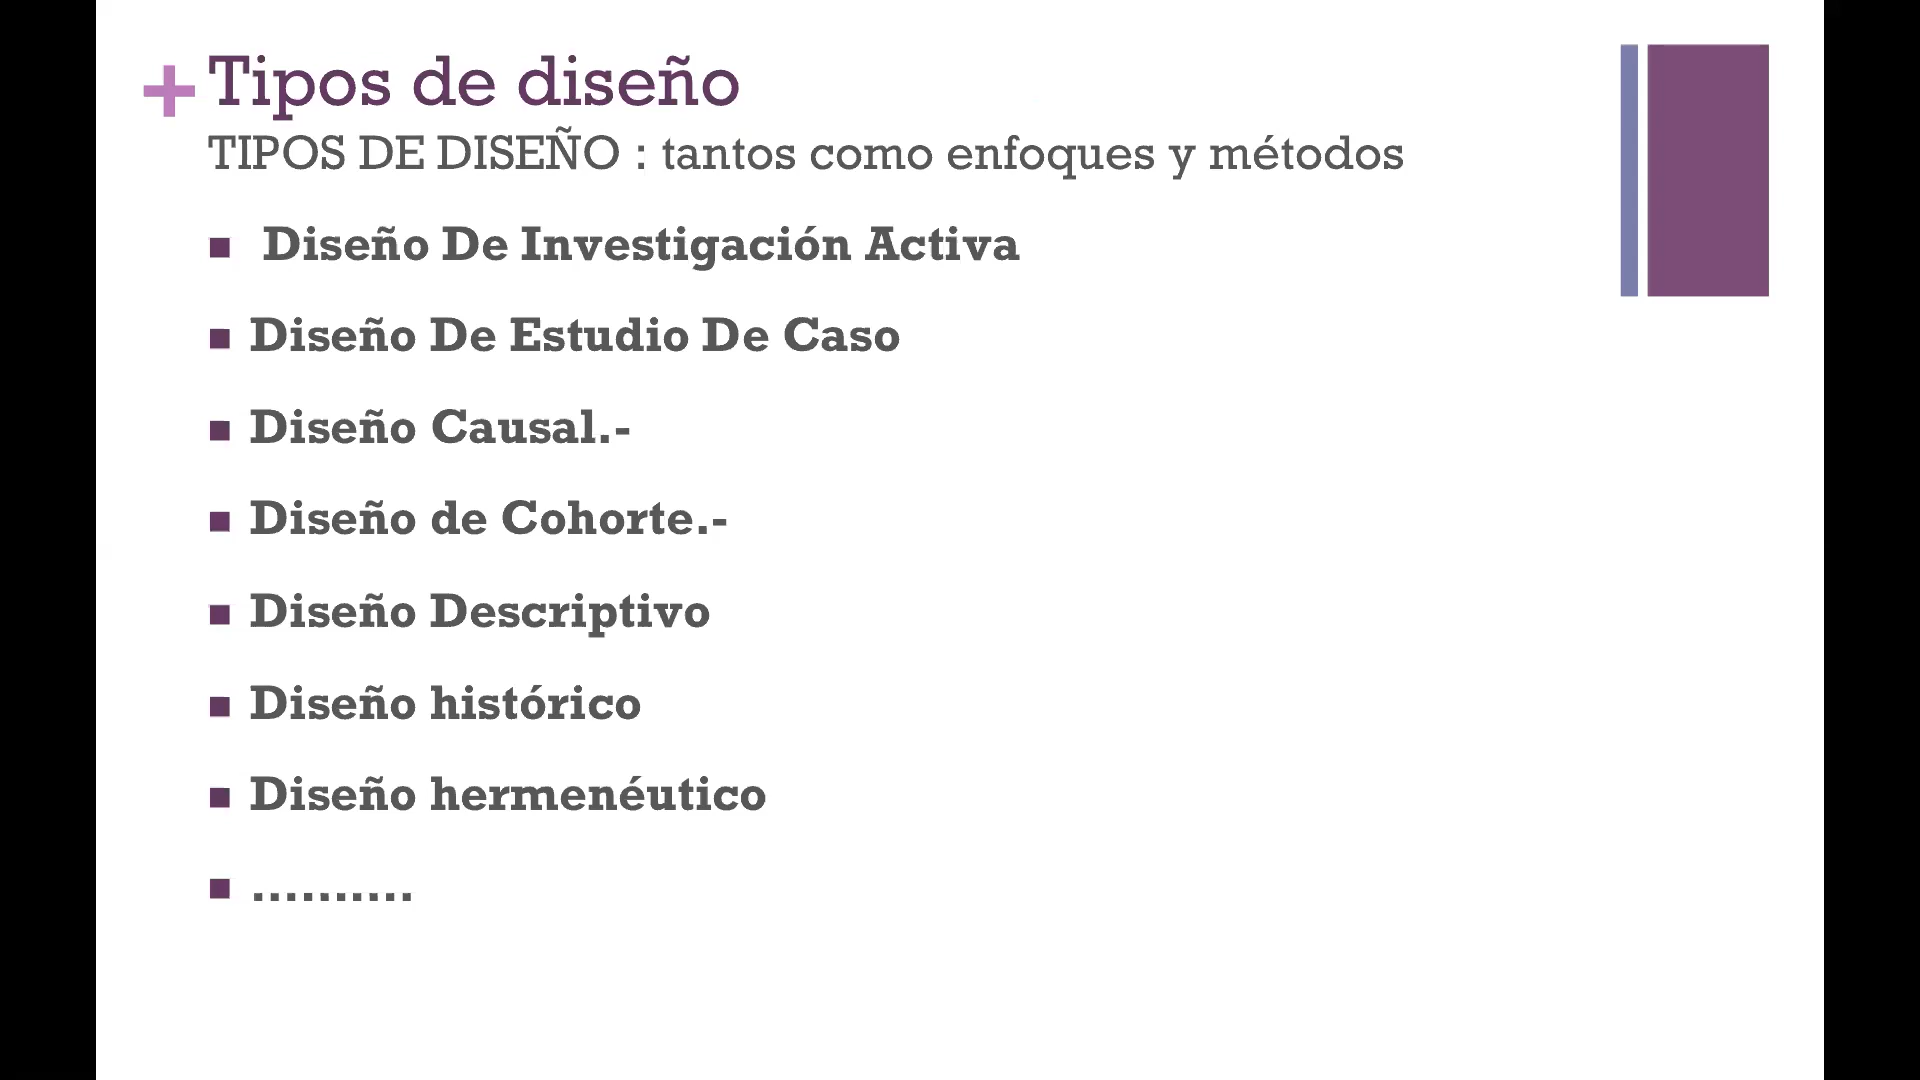 + Tipos de diseño
TIPOS DE DISEÑO : tantos como enfoques y métodos
■ Diseño De Investigación Activa
■ Diseño De Estudio De Caso
■ Diseño Causal.-
■ Diseño de Cohorte.-
■ Diseño Descriptivo
■ Diseño histórico
■ Diseño hermenéutico
■ ..........